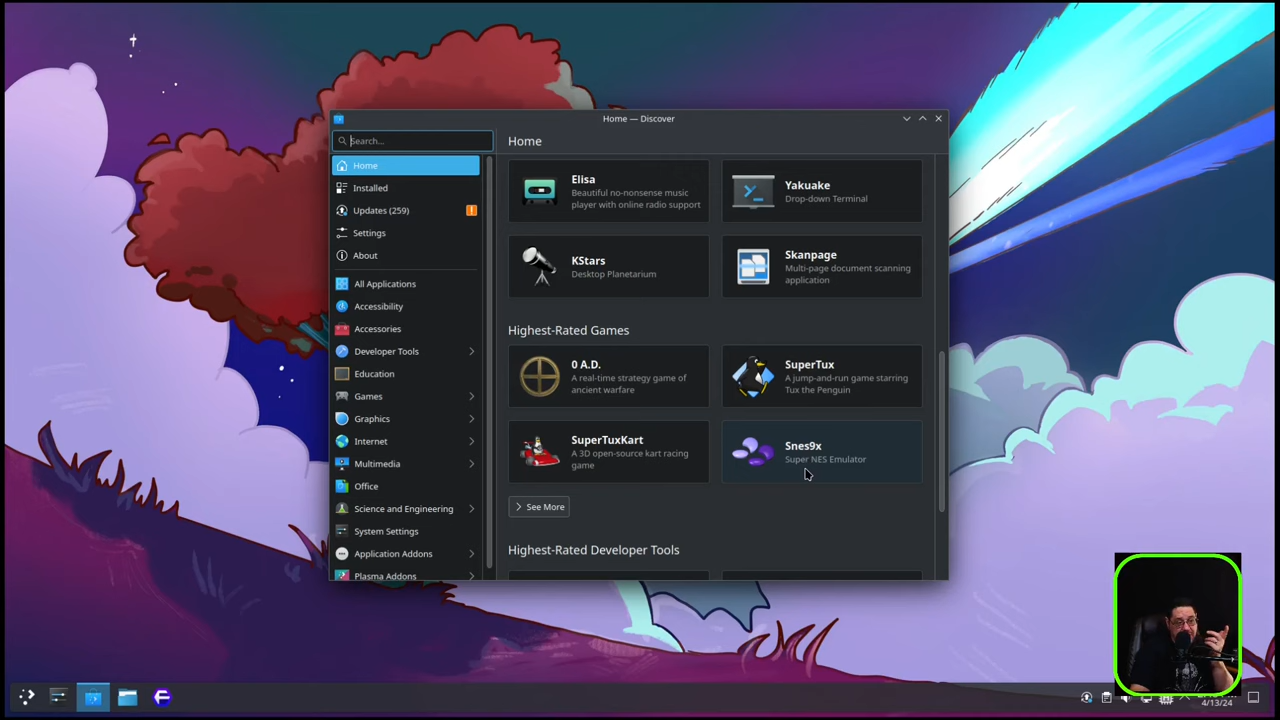 Home — Discover
Search...
Home
Installed
Updates (259)
Settings
About
All Applications
Accessibility
Accessories
Developer Tools
Education
Games
Graphics
Internet
Multimedia
Office
Science and Engineering
System Settings
Application Addons
Plasma Addons
Home
Elisa
Beautiful no-nonsense music
player with online radio support
Yakuake
Drop-down Terminal
KStars
Desktop Planetarium
Skanpage
Multi-page document scanning
application
Highest-Rated Games
0 A.D.
A real-time strategy game of
ancient warfare
SuperTux
A jump-and-run game starring
Tux the Penguin
SuperTuxKart
A 3D open-source kart racing
game
Snes9x
Super NES Emulator
See More
Highest-Rated Developer Tools
4/13/24